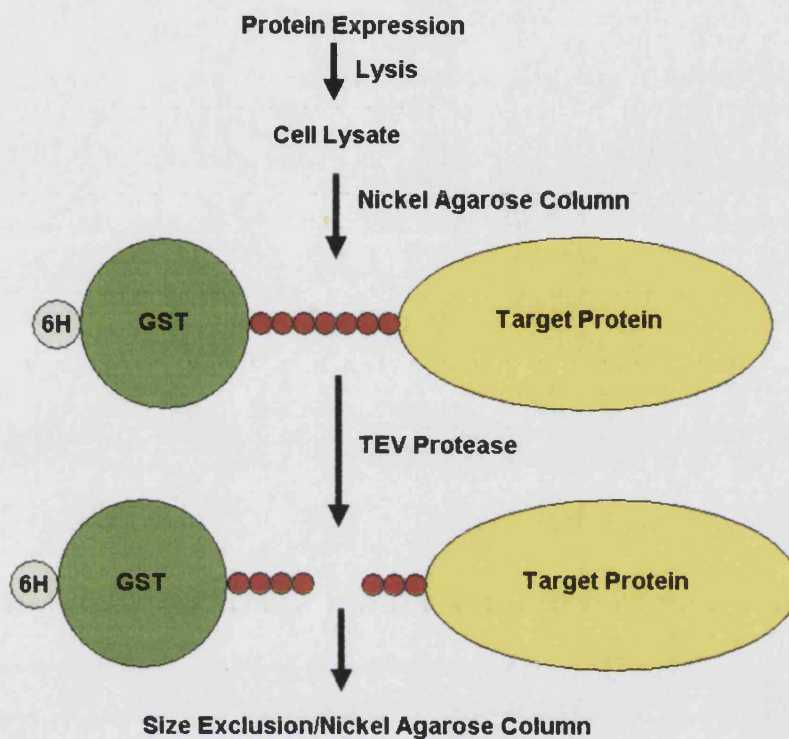 Protein Expression
Lysis
Cell Lysate
Nickel Agarose Column
6H GST Target Protein
TEV Protease
6H GST Target Protein
Size Exclusion/Nickel Agarose Column